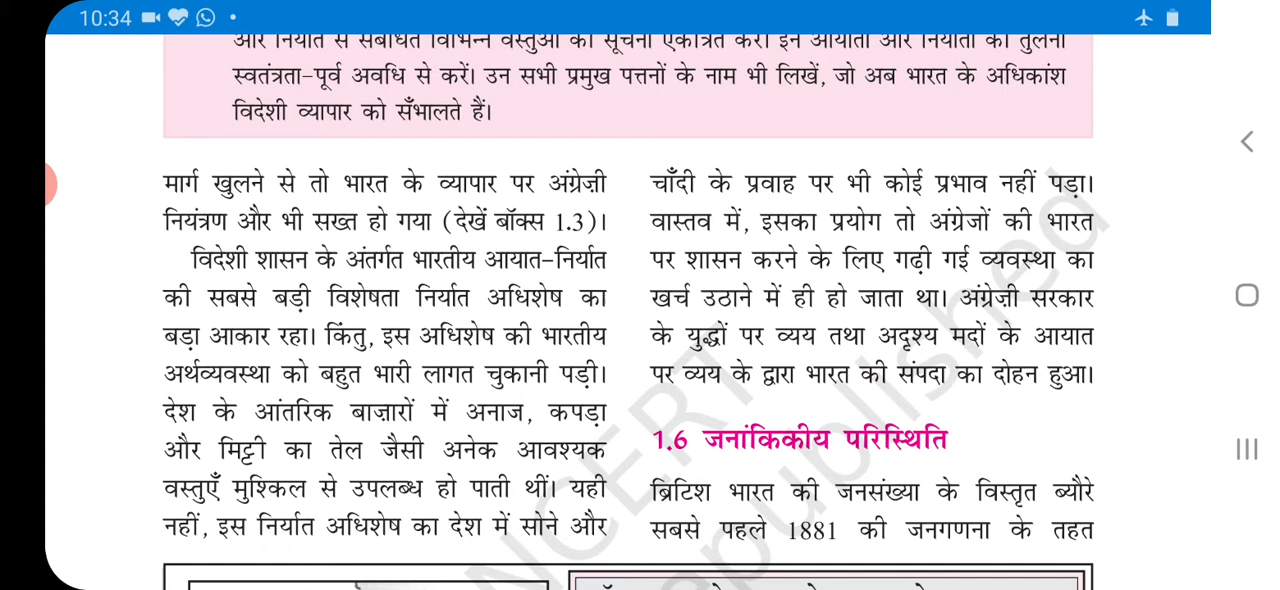 10:34
और निर्यात से संबंधित विभिन्न वस्तुओं की सूचना एकत्रित करें। इन आयातों और निर्यातों की तुलना
स्वतंत्रता-पूर्व अवधि से करें। उन सभी प्रमुख पत्तनों के नाम भी लिखें, जो अब भारत के अधिकांश
विदेशी व्यापार को सँभालते हैं।
मार्ग खुलने से तो भारत के व्यापार पर अंग्रेज़ी
नियंत्रण और भी सख्त हो गया (देखें बॉक्स 1.3)।
विदेशी शासन के अंतर्गत भारतीय आयात-निर्यात
की सबसे बड़ी विशेषता निर्यात अधिशेष का
बड़ा आकार रहा। किंतु, इस अधिशेष की भारतीय
अर्थव्यवस्था को बहुत भारी लागत चुकानी पड़ी।
देश के आंतरिक बाज़ारों में अनाज, कपड़ा
और मिट्टी का तेल जैसी अनेक आवश्यक
वस्तुएँ मुश्किल से उपलब्ध हो पाती थीं। यही
नहीं, इस निर्यात अधिशेष का देश में सोने और
चाँदी के प्रवाह पर भी कोई प्रभाव नहीं पड़ा।
वास्तव में, इसका प्रयोग तो अंग्रेजों की भारत
पर शासन करने के लिए गढ़ी गई व्यवस्था का
खर्च उठाने में ही हो जाता था। अंग्रेज़ी सरकार
के युद्धों पर व्यय तथा अदृश्य मदों के आयात
पर व्यय के द्वारा भारत की संपदा का दोहन हुआ।
1.6 जनांकिकीय परिस्थिति
ब्रिटिश भारत की जनसंख्या के विस्तृत ब्यौरे
सबसे पहले 1881 की जनगणना के तहत
NCERT
republished